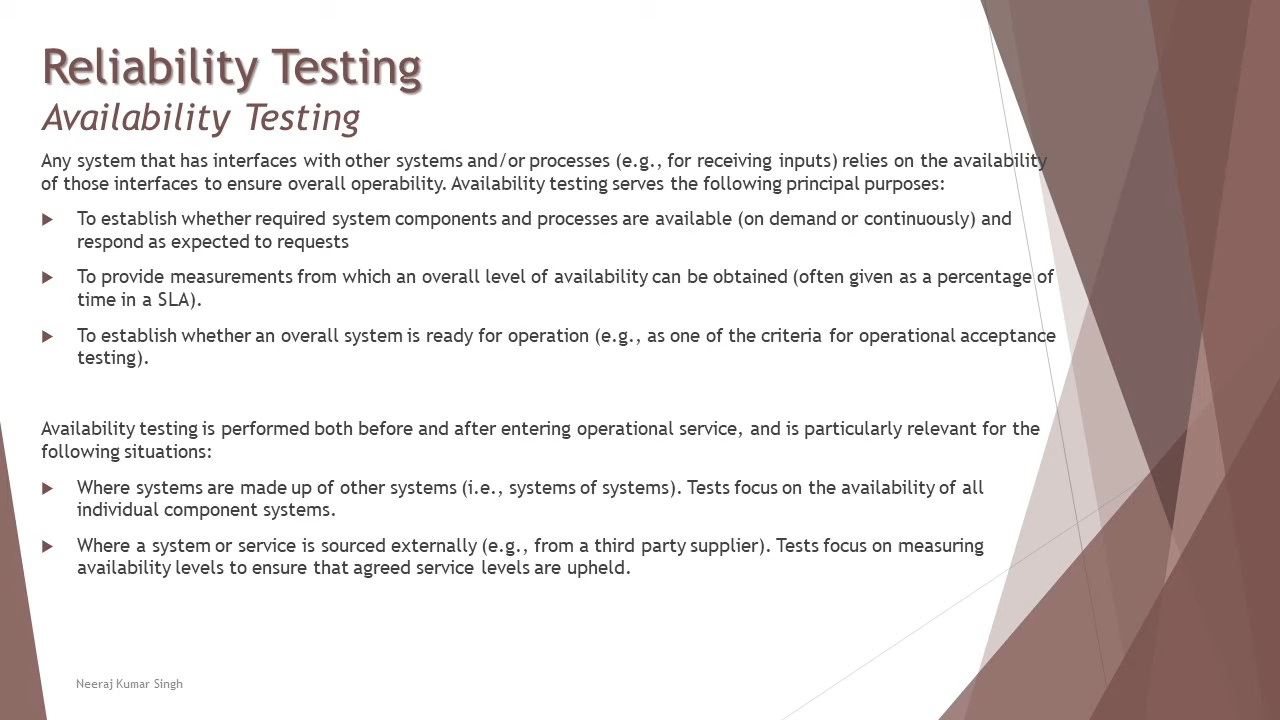 Reliability Testing
Availability Testing
Any system that has interfaces with other systems and/or processes (e.g., for receiving inputs) relies on the availability
of those interfaces to ensure overall operability. Availability testing serves the following principal purposes:
To establish whether required system components and processes are available (on demand or continuously) and
respond as expected to requests
To provide measurements from which an overall level of availability can be obtained (often given as a percentage of
time in a SLA).
To establish whether an overall system is ready for operation (e.g., as one of the criteria for operational acceptance
testing).
Availability testing is performed both before and after entering operational service, and is particularly relevant for the
following situations:
Where systems are made up of other systems (i.e., systems of systems). Tests focus on the availability of all
individual component systems.
Where a system or service is sourced externally (e.g., from a third party supplier). Tests focus on measuring
availability levels to ensure that agreed service levels are upheld.
Neeraj Kumar Singh